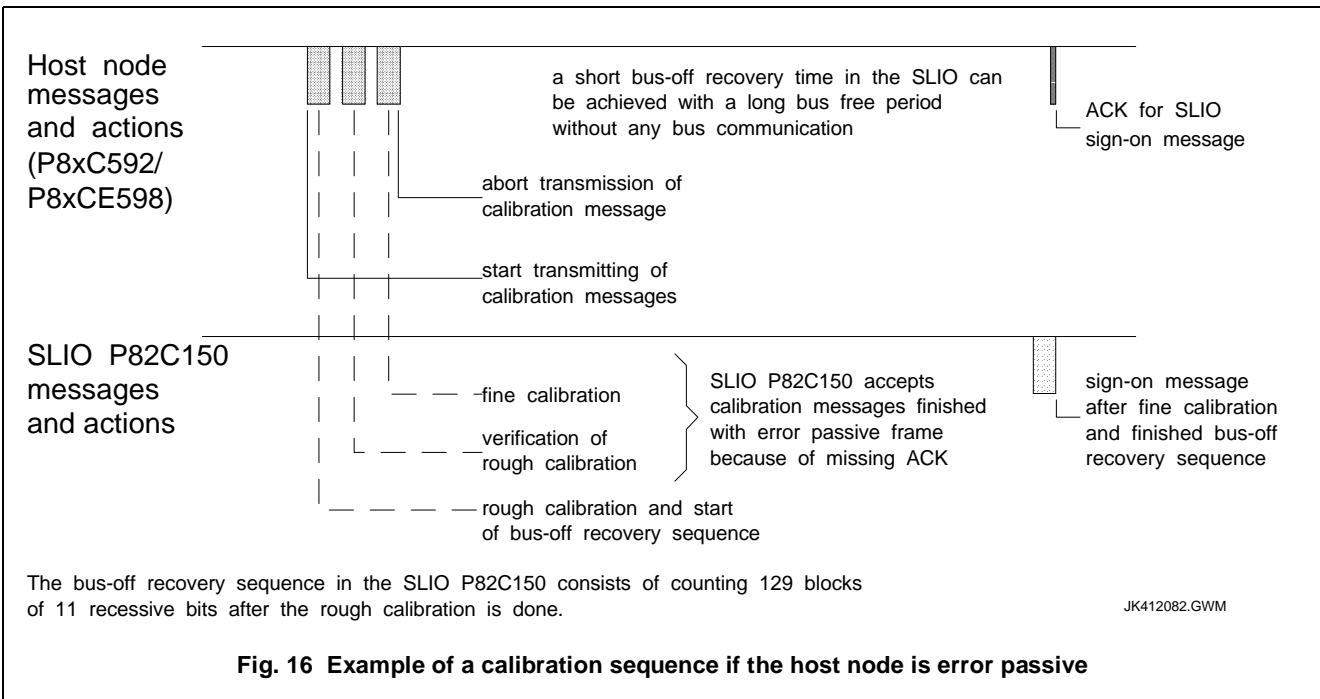 Host node
messages
and actions
(P8xC592/
P8xCE598)
a short bus-off recovery time in the SLIO can
be achieved with a long bus free period
without any bus communication
ACK for SLIO
sign-on message
abort transmission of
calibration message
start transmitting of
calibration messages
SLIO P82C150
messages
and actions
fine calibration
verification of
rough calibration
SLIO P82C150 accepts
calibration messages finished
with error passive frame
because of missing ACK
sign-on message
after fine calibration
and finished bus-off
recovery sequence
rough calibration and start
of bus-off recovery sequence
The bus-off recovery sequence in the SLIO P82C150 consists of counting 129 blocks
of 11 recessive bits after the rough calibration is done.
JK412082.GWM
Fig. 16 Example of a calibration sequence if the host node is error passive